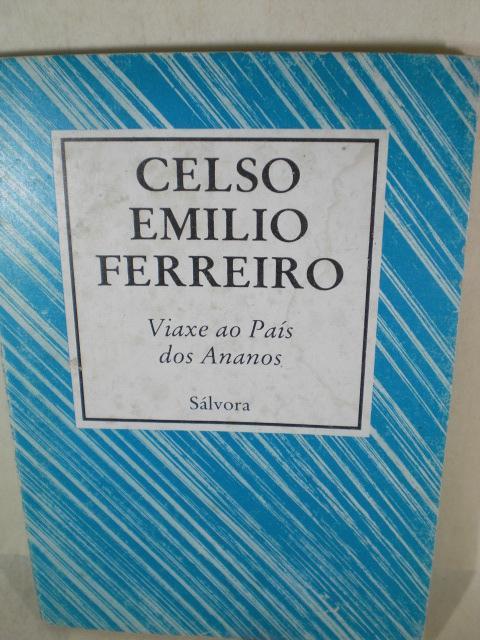 CELSO
EMILIO
FERREIRO
Viaxe ao País
dos Ananos
Sálvora